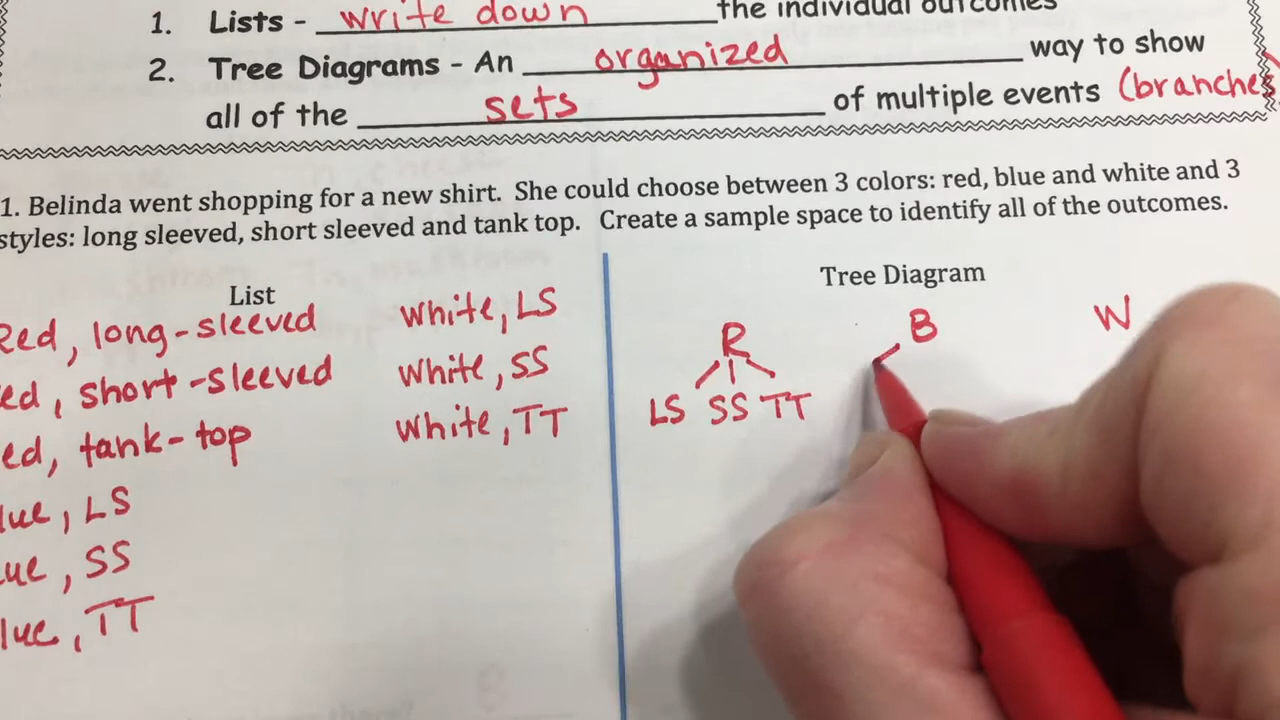 1. Lists - write down the individual outcomes
2. Tree Diagrams - An organized way to show
all of the sets of multiple events (branches
1. Belinda went shopping for a new shirt. She could choose between 3 colors: red, blue and white and 3
styles: long sleeved, short sleeved and tank top. Create a sample space to identify all of the outcomes.
List
Red, long-sleeved
ed, short-sleeved
ed, tank-top
lue, LS
ue, SS
lue, TT
white, LS
white, SS
white, TT
Tree Diagram
R B W
LS SS TT